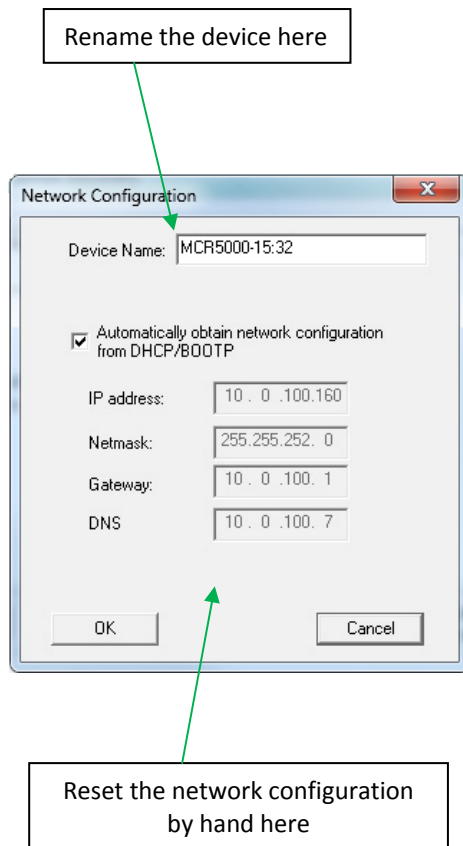 Rename the device here
Network Configuration
X
Device Name: MCR5000-15:32
Automatically obtain network configuration
from DHCP/BOOTP
IP address: 10 . 0 .100.160
Netmask: 255.255.252. 0
Gateway: 10 . 0 .100. 1
DNS 10 . 0 .100. 7
OK Cancel
Reset the network configuration
by hand here